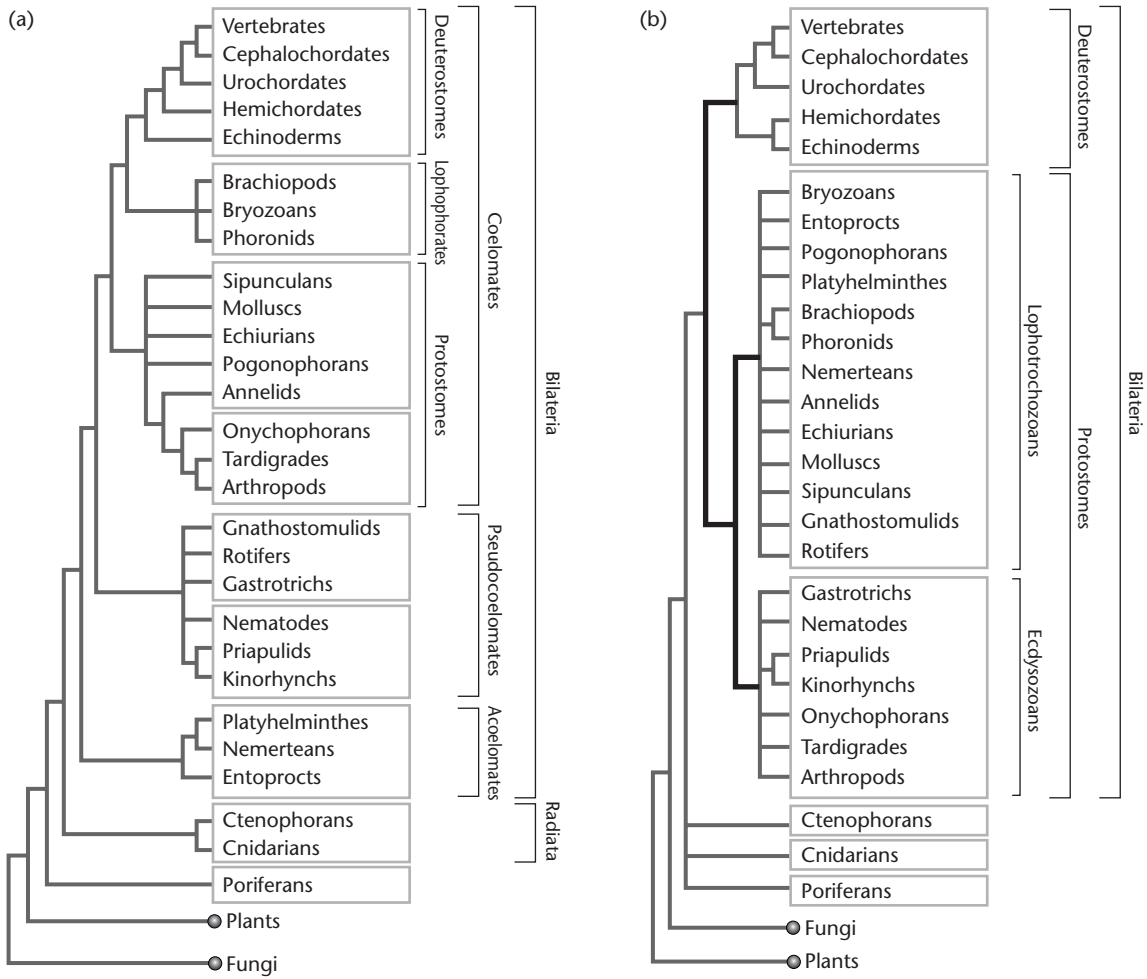 (a)
Vertebrates
Cephalochordates
Urochordates
Hemichordates
Echinoderms
Deuterostomes
Brachiopods
Bryozoans
Phoronids
Lophophorates
Sipunculans
Molluscs
Echiurians
Pogonophorans
Annelids
Onychophorans
Tardigrades
Arthropods
Protostomes
Coelomates
Gnathostomulids
Rotifers
Gastrotrichs
Nematodes
Priapulids
Kinorhynchs
Pseudocoelomates
Platyhelminthes
Nemerteans
Entoprocts
Acoelomates
Bilateria
Ctenophorans
Cnidarians
Radiata
Poriferans
Plants
Fungi
(b)
Vertebrates
Cephalochordates
Urochordates
Hemichordates
Echinoderms
Deuterostomes
Bryozoans
Entoprocts
Pogonophorans
Platyhelminthes
Brachiopods
Phoronids
Nemerteans
Annelids
Echiurians
Molluscs
Sipunculans
Gnathostomulids
Rotifers
Lophotrochozoans
Gastrotrichs
Nematodes
Priapulids
Kinorhynchs
Onychophorans
Tardigrades
Arthropods
Ecdysozoans
Protostomes
Bilateria
Ctenophorans
Cnidarians
Poriferans
Fungi
Plants